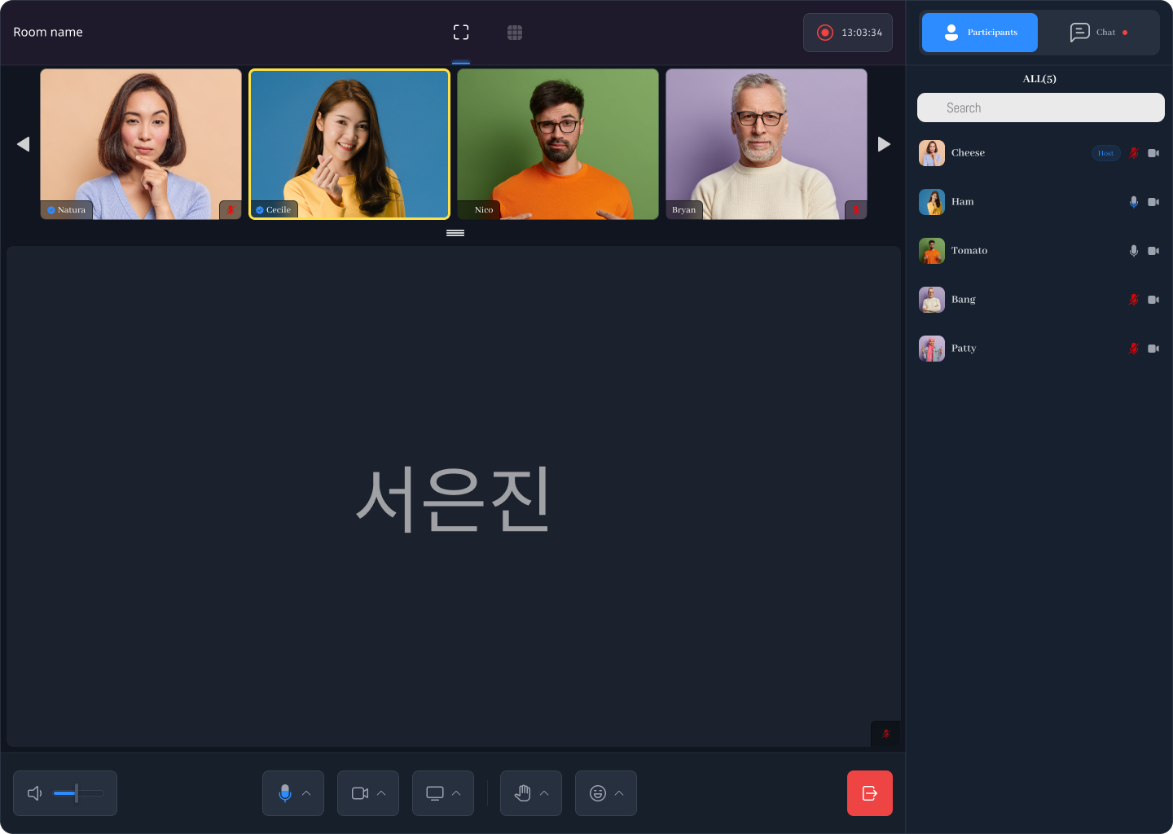 Room name
13:03:34
Participants
Chat
Natura
Cecile
Nico
Bryan
서은진
ALL(5)
Search
Cheese
Host
Ham
Tomato
Bang
Patty